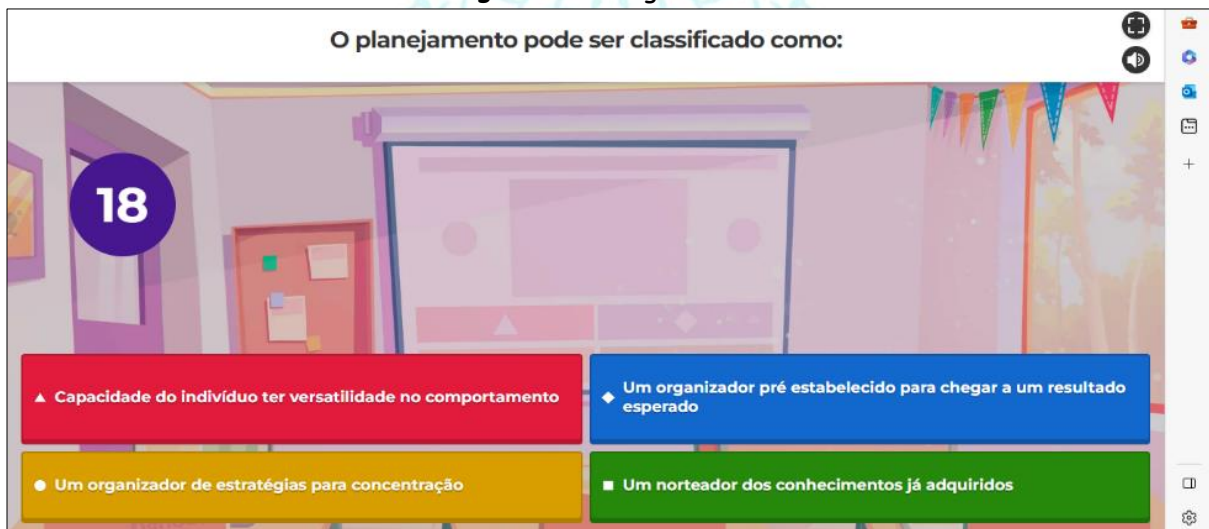 O planejamento pode ser classificado como:
18
Capacidade do indivíduo ter versatilidade no comportamento
Um organizador pré estabelecido para chegar a um resultado
esperado
Um organizador de estratégias para concentração
Um norteador dos conhecimentos já adquiridos